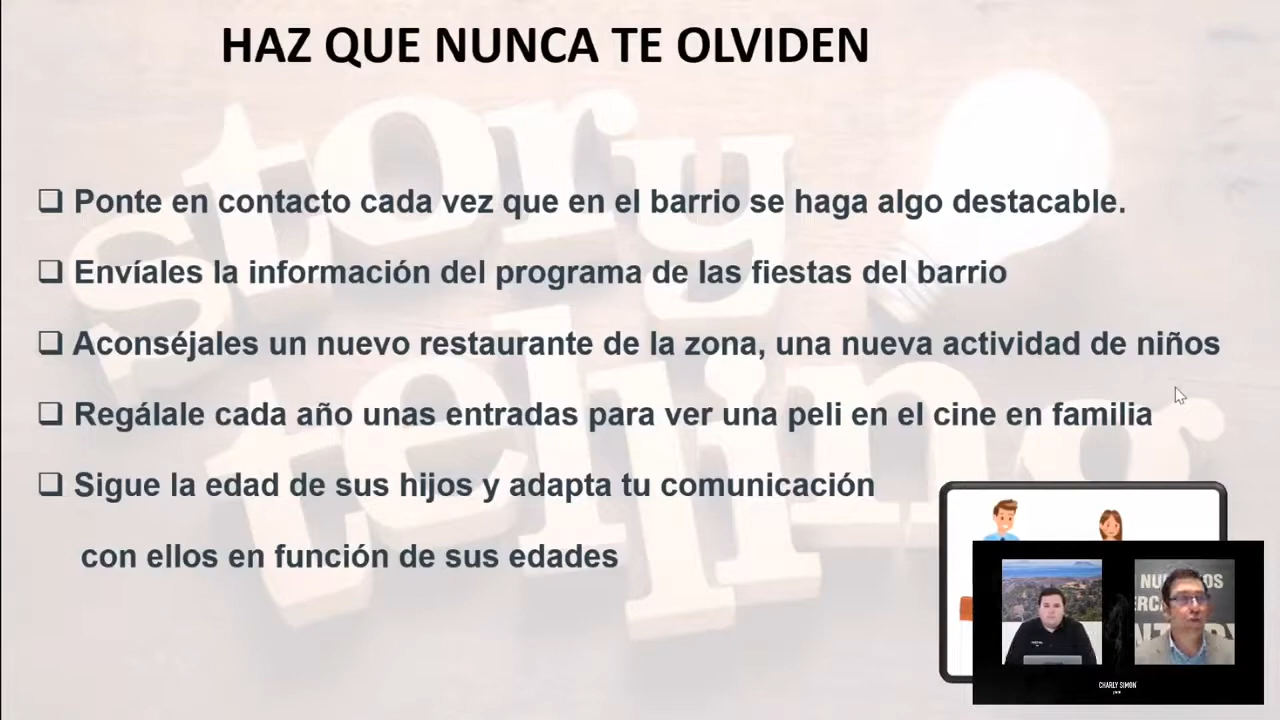 HAZ QUE NUNCA TE OLVIDEN
story
❑ Ponte en contacto cada vez que en el barrio se haga algo destacable.
❑ Envíales la información del programa de las fiestas del barrio
❑ Aconséjales un nuevo restaurante de la zona, una nueva actividad de niños
telling
❑ Regálale cada año unas entradas para ver una peli en el cine en familia
❑ Sigue la edad de sus hijos y adapta tu comunicación
con ellos en función de sus edades
CHARLY SIMON